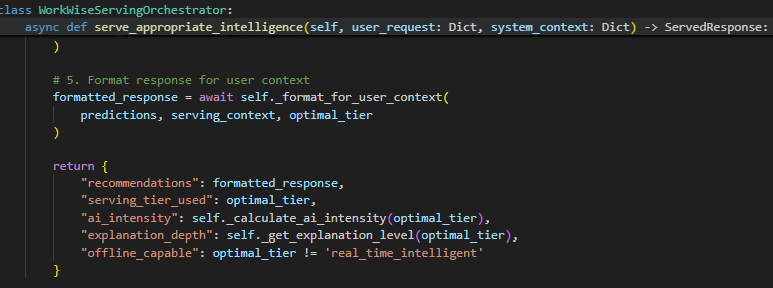 class WorkWiseServingOrchestrator:
    async def serve_appropriate_intelligence(self, user_request: Dict, system_context: Dict) -> ServedResponse:
        )

        # 5. Format response for user context
        formatted_response = await self._format_for_user_context(
            predictions, serving_context, optimal_tier
        )

        return {
            "recommendations": formatted_response,
            "serving_tier_used": optimal_tier,
            "ai_intensity": self._calculate_ai_intensity(optimal_tier),
            "explanation_depth": self._get_explanation_level(optimal_tier),
            "offline_capable": optimal_tier != 'real_time_intelligent'
        }